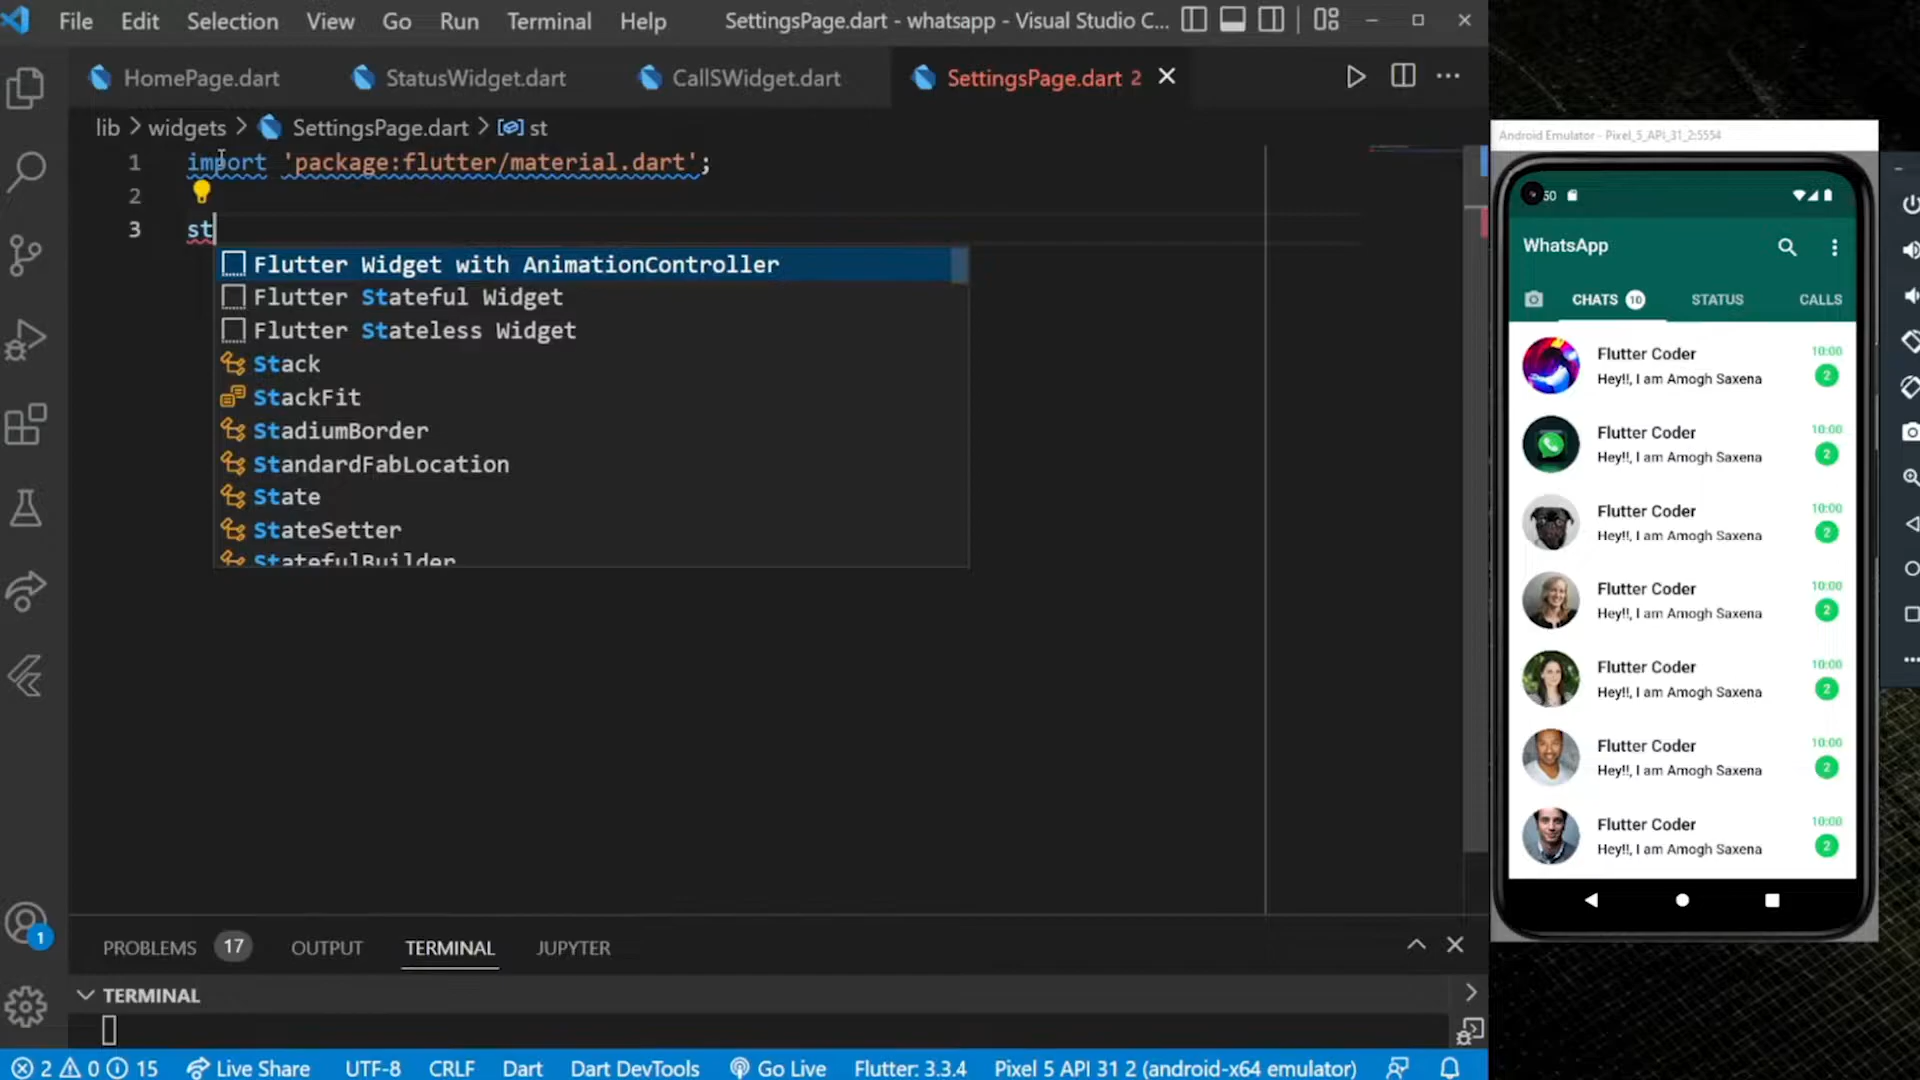 File Edit Selection View Go Run Terminal Help SettingsPage.dart - whatsapp - Visual Studio C...
HomePage.dart StatusWidget.dart CallSWidget.dart SettingsPage.dart 2
lib > widgets > SettingsPage.dart > st
1 import 'package:flutter/material.dart';
2
3 st
Flutter Widget with AnimationController
Flutter Stateful Widget
Flutter Stateless Widget
Stack
StackFit
StadiumBorder
StandardFabLocation
State
StateSetter
StatefulBuilder
PROBLEMS 17 OUTPUT TERMINAL JUPYTER
TERMINAL
1
2 0 15 Live Share UTF-8 CRLF Dart Dart DevTools Go Live Flutter: 3.3.4 Pixel 5 API 31 2 (android-x64 emulator)
Android Emulator - Pixel_5_API_31_2:5554
50
WhatsApp
CHATS 10 STATUS CALLS
Flutter Coder 10:00
Hey!!, I am Amogh Saxena 2
Flutter Coder 10:00
Hey!!, I am Amogh Saxena 2
Flutter Coder 10:00
Hey!!, I am Amogh Saxena 2
Flutter Coder 10:00
Hey!!, I am Amogh Saxena 2
Flutter Coder 10:00
Hey!!, I am Amogh Saxena 2
Flutter Coder 10:00
Hey!!, I am Amogh Saxena 2
Flutter Coder 10:00
Hey!!, I am Amogh Saxena 2